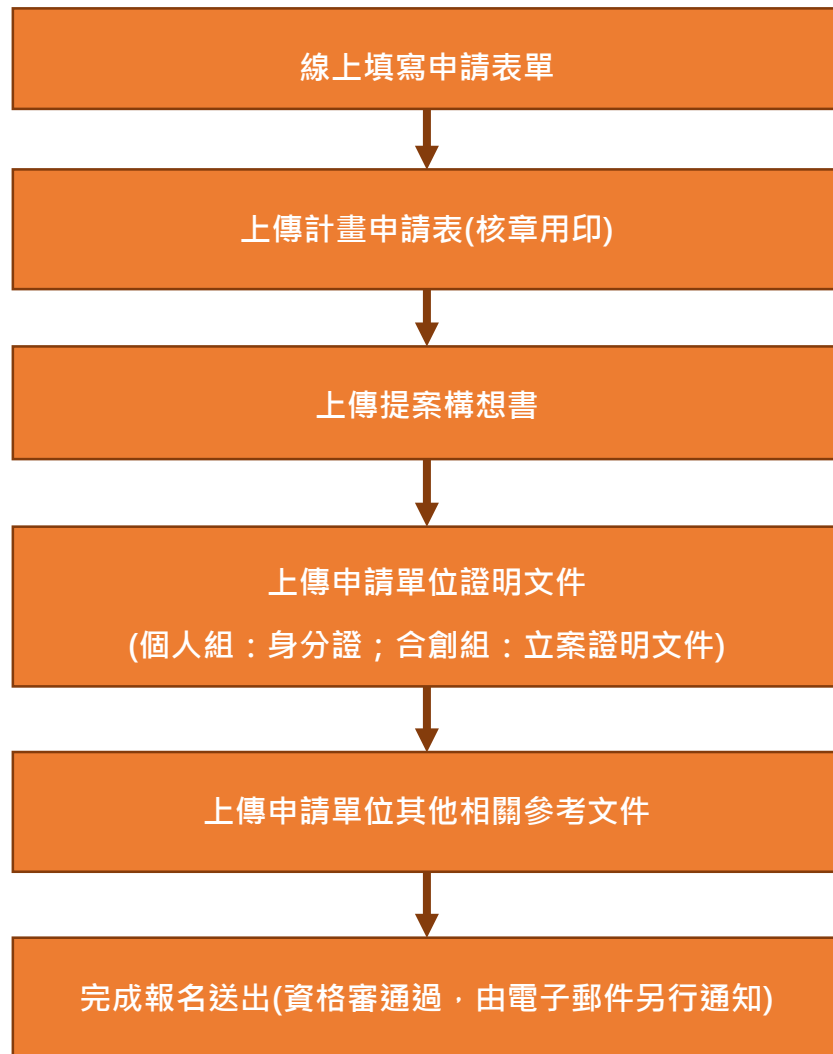 線上填寫申請表單
上傳計畫申請表(核章用印)
上傳提案構想書
上傳申請單位證明文件
(個人組：身分證；合創組：立案證明文件)
上傳申請單位其他相關參考文件
完成報名送出(資格審通過，由電子郵件另行通知)